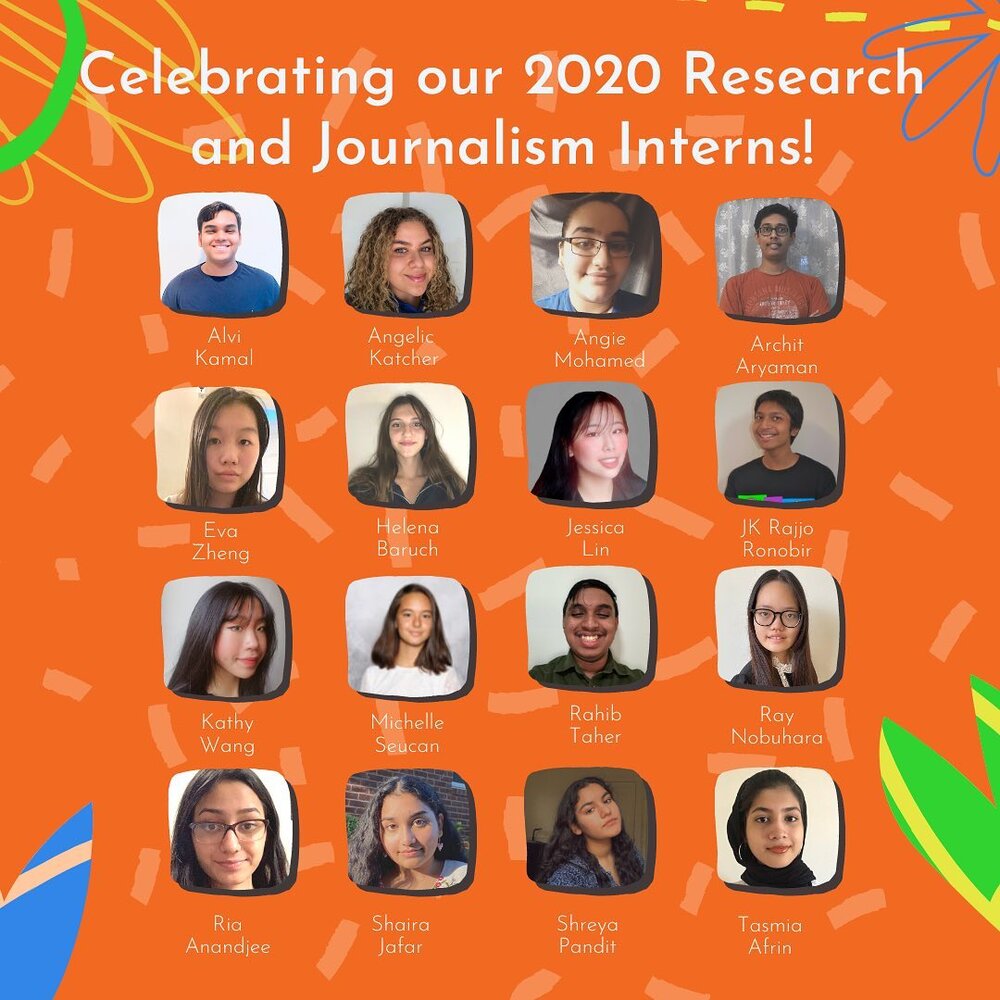 Celebrating our 2020 Research
and Journalism Interns!
Alvi
Kamal
Angelic
Katcher
Angie
Mohamed
Archit
Aryaman
Eva
Zheng
Helena
Baruch
Jessica
Lin
JK Rajjo
Ronobir
Kathy
Wang
Michelle
Seucan
Rahib
Taher
Ray
Nobuhara
Ria
Anandjee
Shaira
Jafar
Shreya
Pandit
Tasmia
Afrin